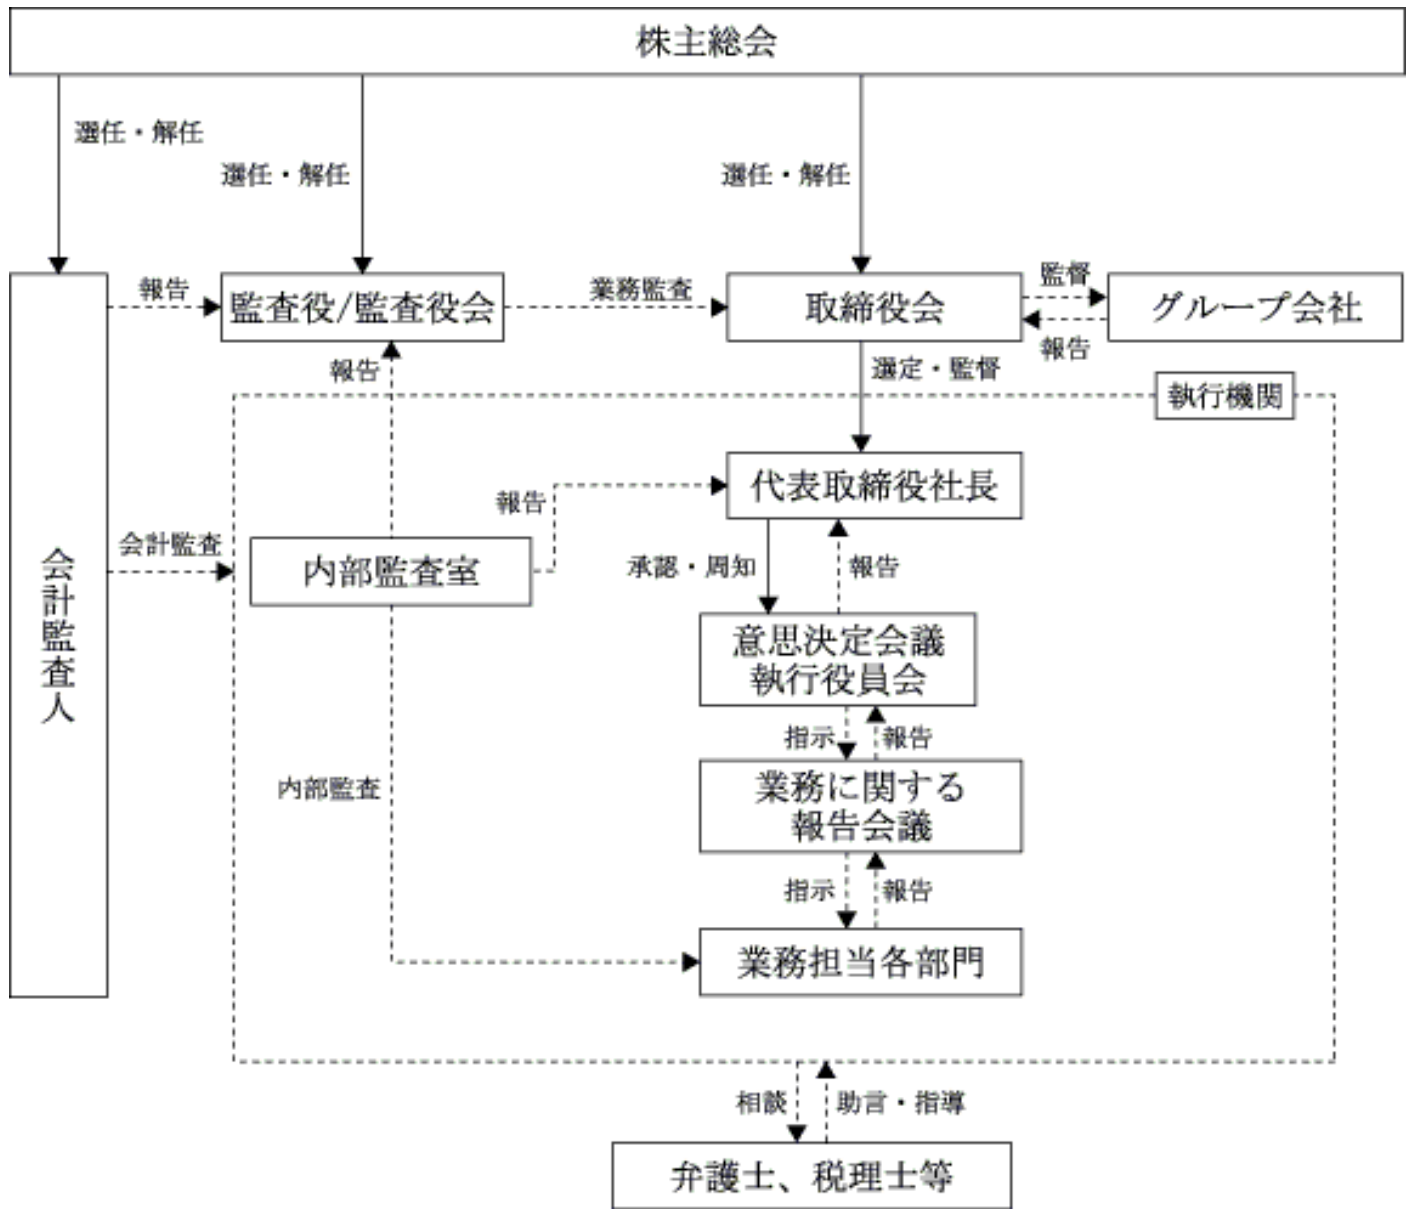 株主総会
選任・解任
選任・解任
選任・解任
報告
監査役/監査役会
業務監査
取締役会
監督
報告
グループ会社
報告
選定・監督
執行機関
代表取締役社長
報告
会計監査人
会計監査
内部監査室
承認・周知
報告
意思決定会議
執行役員会
指示
報告
内部監査
業務に関する
報告会議
指示
報告
業務担当各部門
相談
助言・指導
弁護士、税理士等